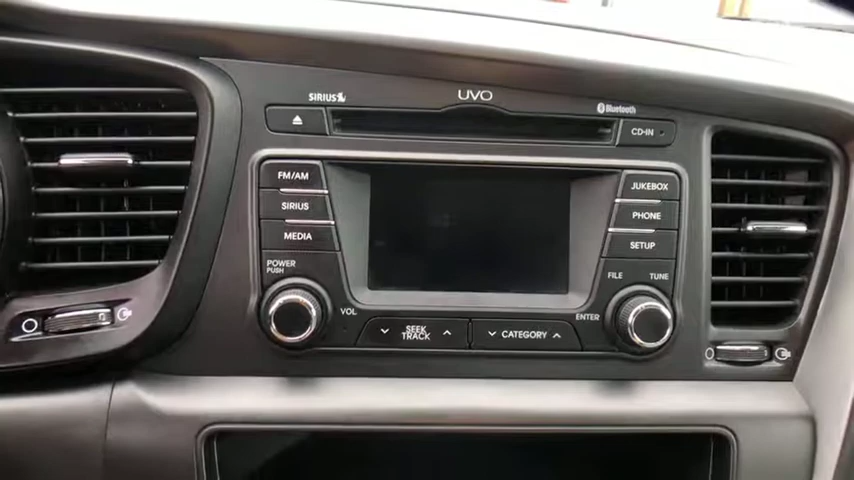 SIRIUS
UVO
Bluetooth
CD-IN
FM/AM
SIRIUS
MEDIA
POWER
PUSH
VOL
SEEK
TRACK
CATEGORY
JUKEBOX
PHONE
SETUP
FILE
TUNE
ENTER